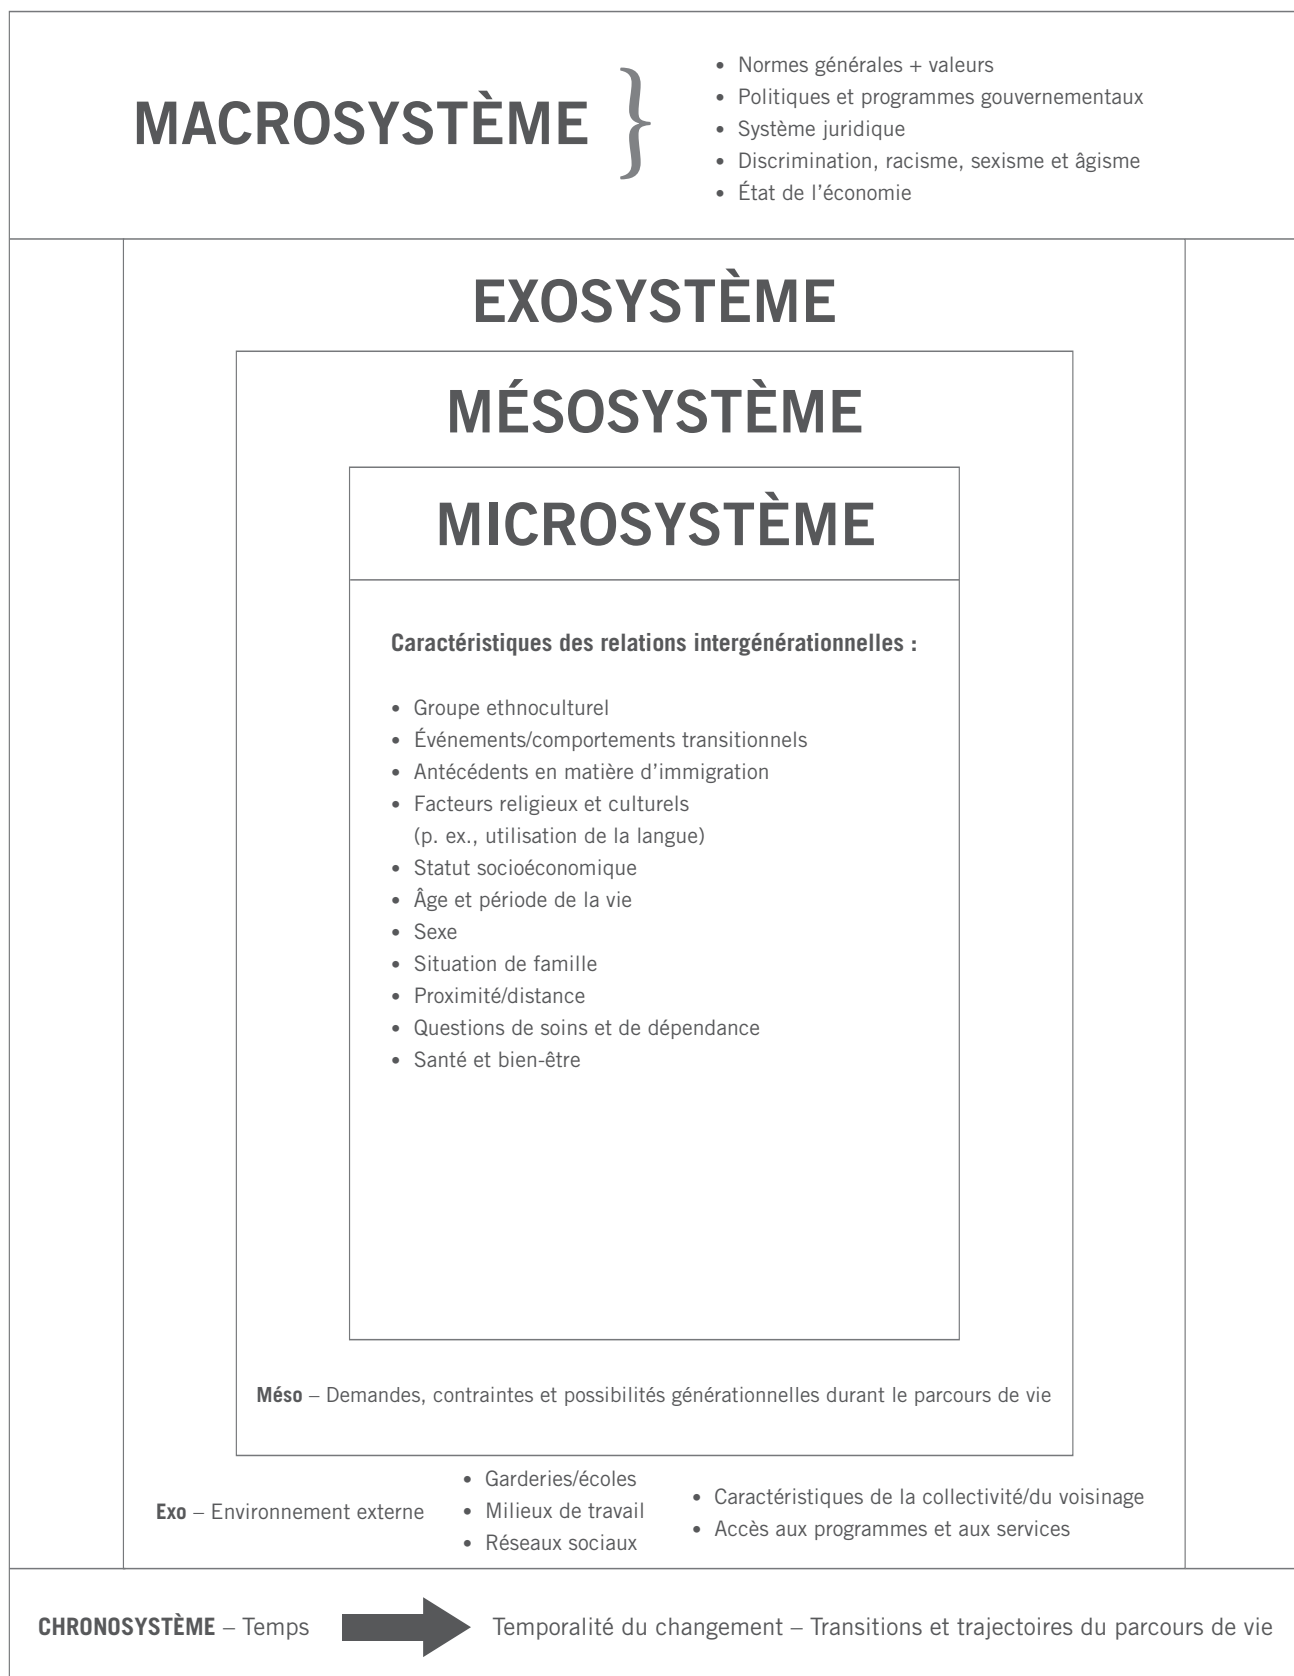 MACROSYSTÈME }
• Normes générales + valeurs
• Politiques et programmes gouvernementaux
• Système juridique
• Discrimination, racisme, sexisme et âgisme
• État de l’économie
EXOSYSTÈME
MÉSOSYSTÈME
MICROSYSTÈME
Caractéristiques des relations intergénérationnelles :
• Groupe ethnoculturel
• Événements/comportements transitionnels
• Antécédents en matière d’immigration
• Facteurs religieux et culturels
(p. ex., utilisation de la langue)
• Statut socioéconomique
• Âge et période de la vie
• Sexe
• Situation de famille
• Proximité/distance
• Questions de soins et de dépendance
• Santé et bien-être
Méso – Demandes, contraintes et possibilités générationnelles durant le parcours de vie
Exo – Environnement externe
• Garderies/écoles
• Milieux de travail
• Réseaux sociaux
• Caractéristiques de la collectivité/du voisinage
• Accès aux programmes et aux services
CHRONOSYSTÈME – Temps
Temporalité du changement – Transitions et trajectoires du parcours de vie